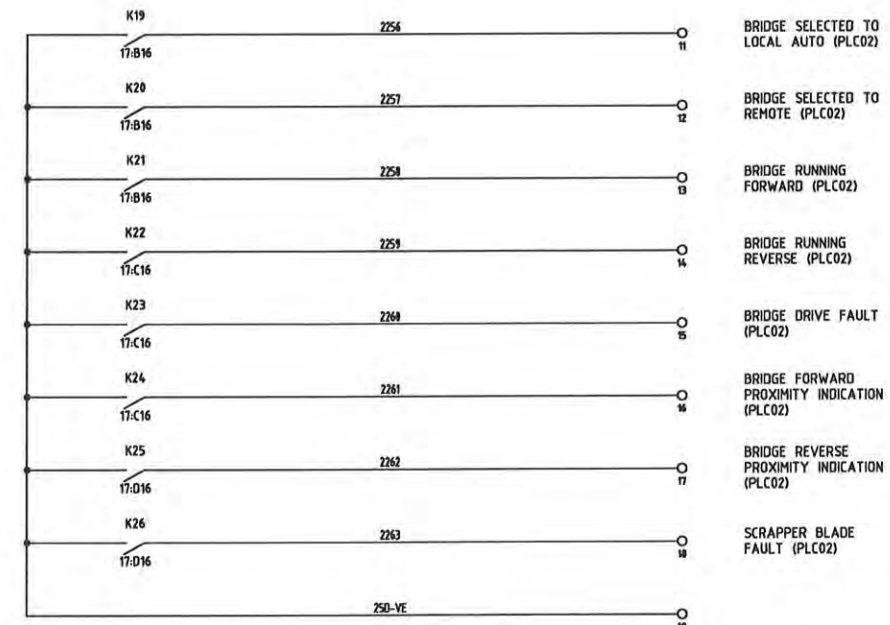 K19
2256
11
17:B16
BRIDGE SELECTED TO
LOCAL AUTO (PLC02)
K20
2257
12
17:B16
BRIDGE SELECTED TO
REMOTE (PLC02)
K21
2258
13
17:B16
BRIDGE RUNNING
FORWARD (PLC02)
K22
2259
14
17:C16
BRIDGE RUNNING
REVERSE (PLC02)
K23
2260
15
17:C16
BRIDGE DRIVE FAULT
(PLC02)
K24
2261
16
17:C16
BRIDGE FORWARD
PROXIMITY INDICATION
(PLC02)
K25
2262
17
17:D16
BRIDGE REVERSE
PROXIMITY INDICATION
(PLC02)
K26
2263
18
17:D16
SCRAPPER BLADE
FAULT (PLC02)
25D-VE